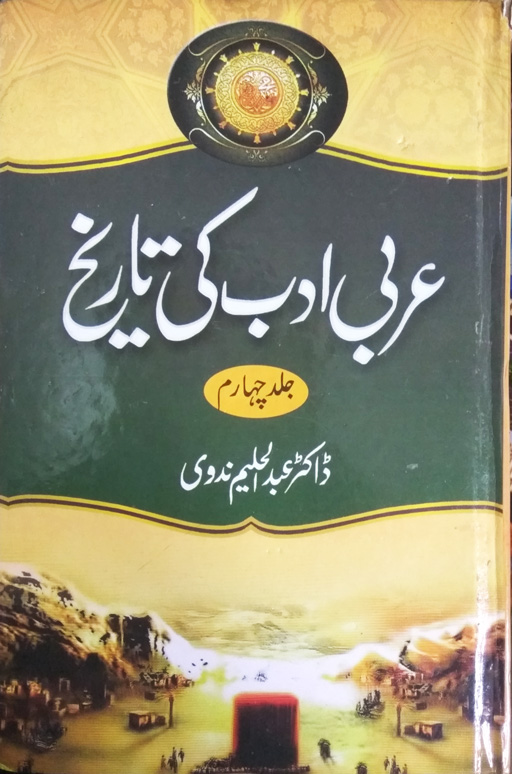 عربی ادب کی تاریخ
جلد چہارم
ڈاکٹر عبدالحلیم ندوی